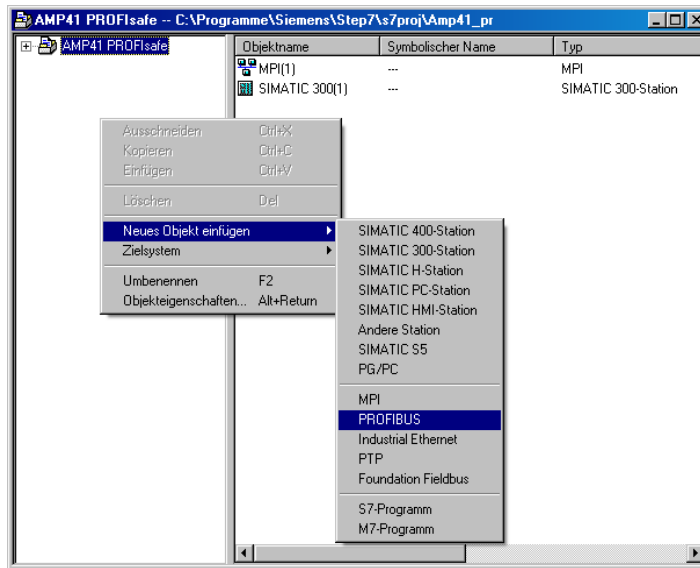 AMP41 PROFIsafe -- C:\Programme\Siemens\Step7\s7proj\Amp41_pr
AMP41 PROFIsafe
Objektname Symbolischer Name Typ
MPI(1) --- MPI
SIMATIC 300(1) --- SIMATIC 300-Station
Ausschneiden Ctrl+X
Kopieren Ctrl+C
Einfügen Ctrl+V
Löschen Del
Neues Objekt einfügen
Zielsystem
Umbenennen F2
Objekteigenschaften... Alt+Return
SIMATIC 400-Station
SIMATIC 300-Station
SIMATIC H-Station
SIMATIC PC-Station
SIMATIC HMI-Station
Andere Station
SIMATIC S5
PG/PC
MPI
PROFIBUS
Industrial Ethernet
PTP
Foundation Fieldbus
S7-Programm
M7-Programm